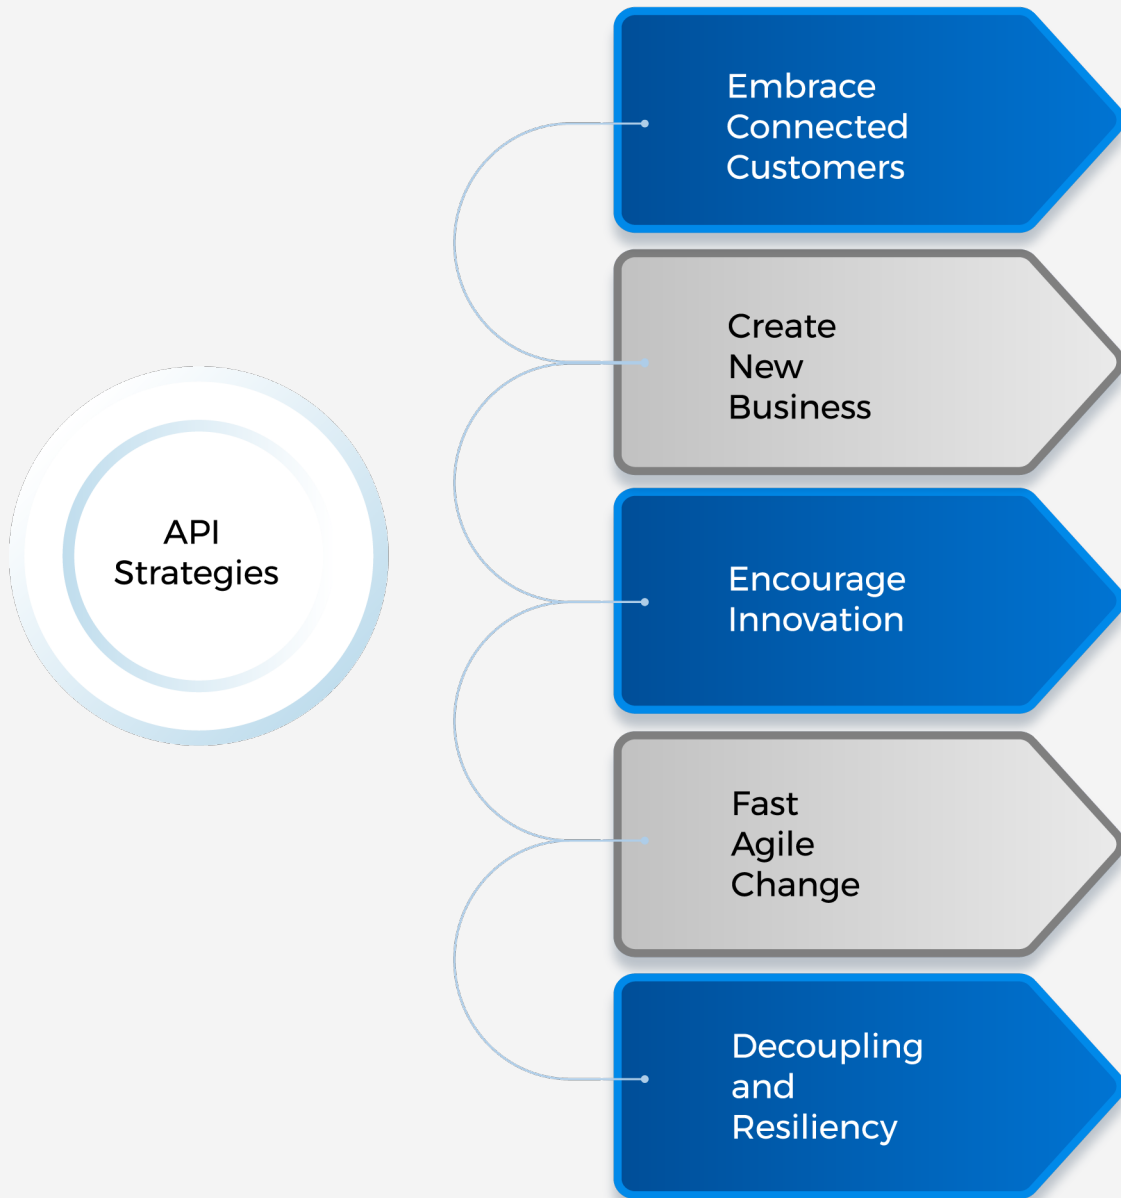 API
Strategies
Embrace
Connected
Customers
Create
New
Business
Encourage
Innovation
Fast
Agile
Change
Decoupling
and
Resiliency